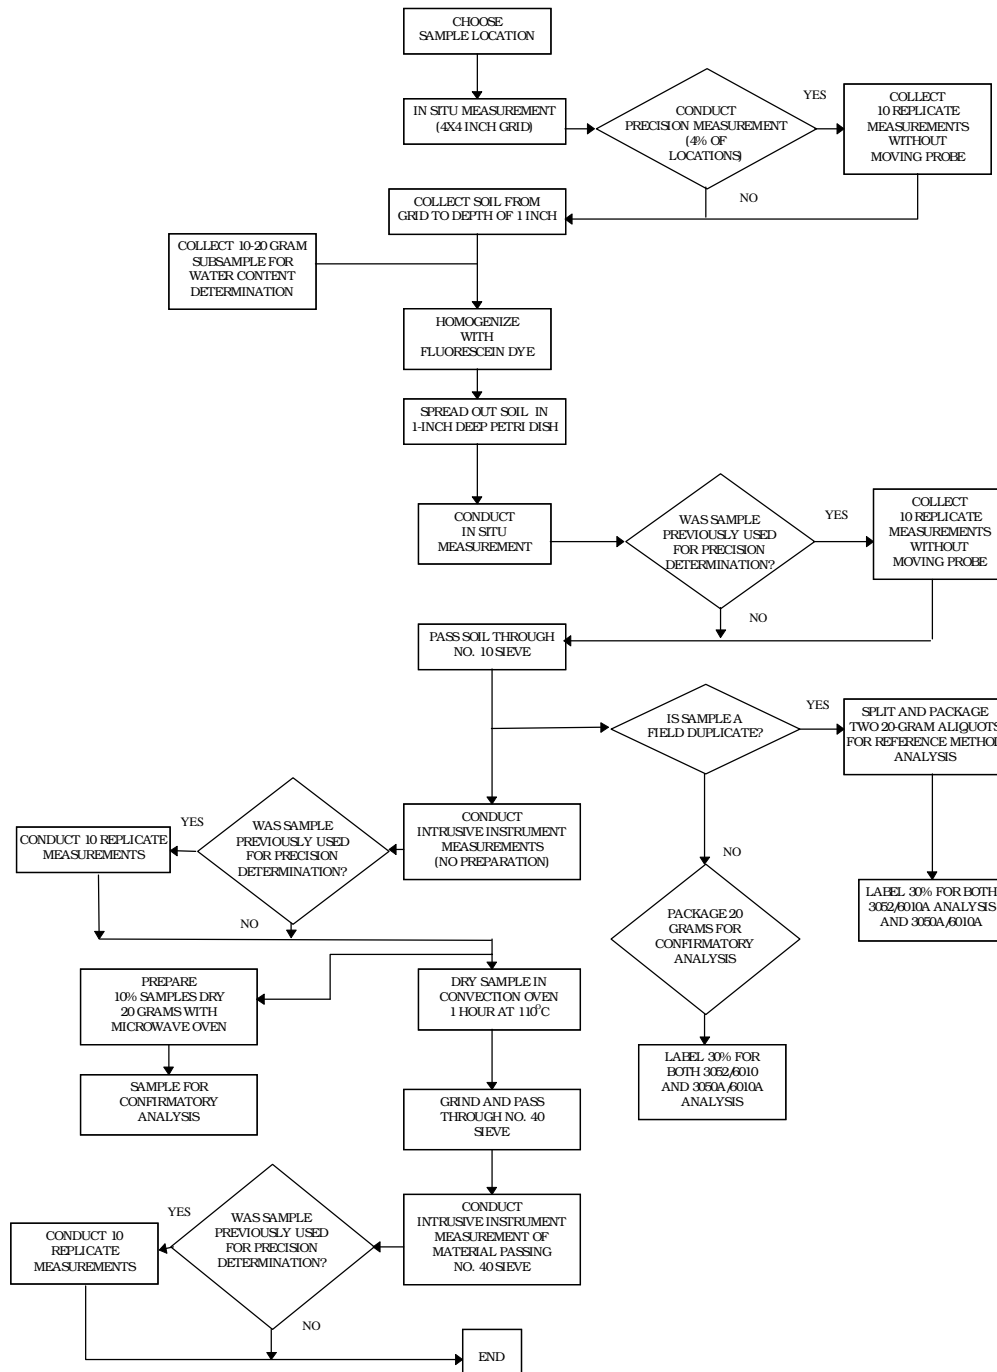 CHOOSE
SAMPLE LOCATION
IN SITU MEASUREMENT
(4X4 INCH GRID)
CONDUCT
PRECISION MEASUREMENT
(4% OF
LOCATIONS)
YES
COLLECT
10 REPLICATE
MEASUREMENTS
WITHOUT
MOVING PROBE
NO
COLLECT SOIL FROM
GRID TO DEPTH OF 1 INCH
COLLECT 10-20 GRAM
SUBSAMPLE FOR
WATER CONTENT
DETERMINATION
HOMOGENIZE
WITH
FLUORESCEIN DYE
SPREAD OUT SOIL IN
1-INCH DEEP PETRI DISH
CONDUCT
IN SITU
MEASUREMENT
WAS SAMPLE
PREVIOUSLY USED
FOR PRECISION
DETERMINATION?
YES
COLLECT
10 REPLICATE
MEASUREMENTS
WITHOUT
MOVING PROBE
NO
PASS SOIL THROUGH
NO. 10 SIEVE
IS SAMPLE A
FIELD DUPLICATE?
YES
SPLIT AND PACKAGE
TWO 20-GRAM ALIQUOTS
FOR REFERENCE METHOD
ANALYSIS
CONDUCT
INTRUSIVE INSTRUMENT
MEASUREMENTS
(NO PREPARATION)
WAS SAMPLE
PREVIOUSLY USED
FOR PRECISION
DETERMINATION?
YES
CONDUCT 10 REPLICATE
MEASUREMENTS
NO
NO
LABEL 30% FOR BOTH
3052/6010A ANALYSIS
AND 3050A/6010A
PACKAGE 20
GRAMS FOR
CONFIRMATORY
ANALYSIS
PREPARE
10% SAMPLES DRY
20 GRAMS WITH
MICROWAVE OVEN
DRY SAMPLE IN
CONVECTION OVEN
1 HOUR AT 110°C
LABEL 30% FOR
BOTH 3052/6010
AND 3050A/6010A
ANALYSIS
SAMPLE FOR
CONFIRMATORY
ANALYSIS
GRIND AND PASS
THROUGH NO. 40
SIEVE
CONDUCT
INTRUSIVE INSTRUMENT
MEASUREMENT OF
MATERIAL PASSING
NO. 40 SIEVE
WAS SAMPLE
PREVIOUSLY USED
FOR PRECISION
DETERMINATION?
YES
CONDUCT 10
REPLICATE
MEASUREMENTS
NO
END